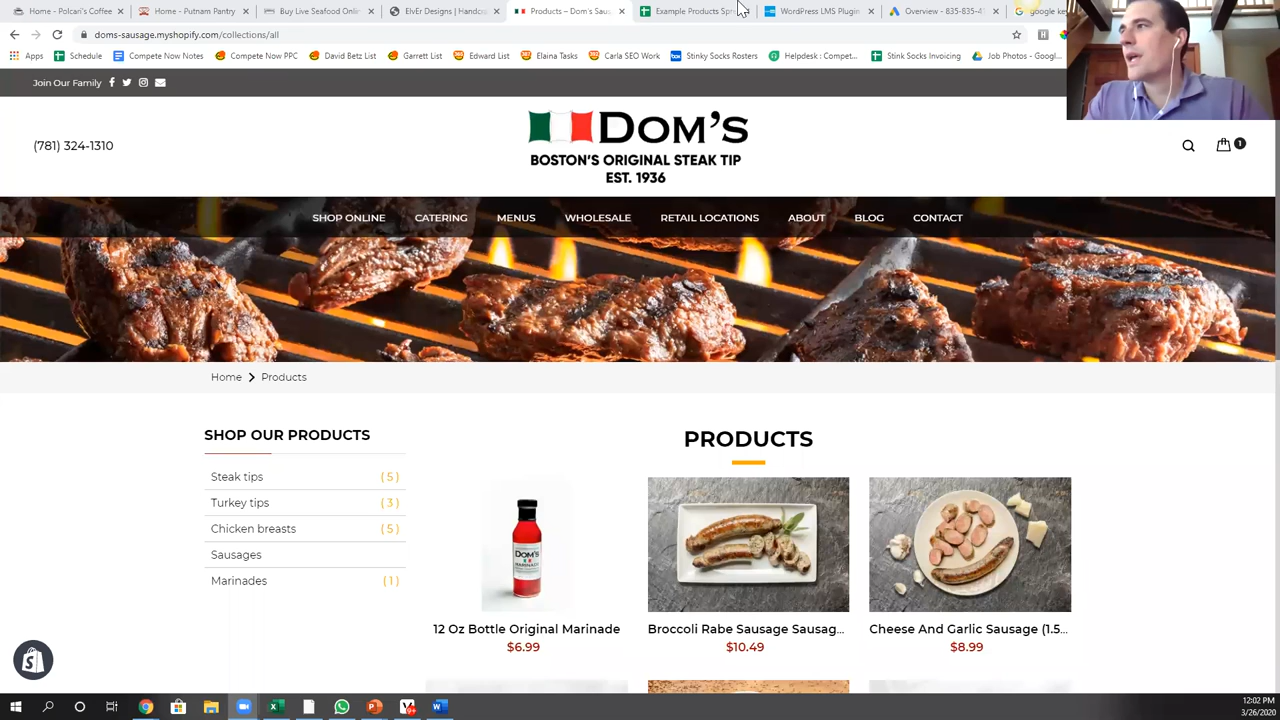 Home - Polcari's Coffee
Home - Putnam Pantry
Buy Live Seafood Onlin
ElvEr Designs | Handcra
Products – Dom's Saus
Example Products Spr
WordPress LMS Plugin
Overview - 835-835-41
google ke
doms-sausage.myshopify.com/collections/all
Apps
Schedule
Compete Now Notes
Compete Now PPC
David Betz List
Garrett List
Edward List
Elaina Tasks
Carla SEO Work
Stinky Socks Rosters
Helpdesk : Compet...
Stink Socks Invoicing
Job Photos - Googl...
Join Our Family
(781) 324-1310
DOM'S
BOSTON'S ORIGINAL STEAK TIP
EST. 1936
1
SHOP ONLINE
CATERING
MENUS
WHOLESALE
RETAIL LOCATIONS
ABOUT
BLOG
CONTACT
Home > Products
SHOP OUR PRODUCTS
Steak tips ( 5 )
Turkey tips ( 3 )
Chicken breasts ( 5 )
Sausages
Marinades ( 1 )
PRODUCTS
DOM'S
MARINADE
12 Oz Bottle Original Marinade
$6.99
Broccoli Rabe Sausage Sausag...
$10.49
Cheese And Garlic Sausage (1.5...
$8.99
12:02 PM
3/26/2020